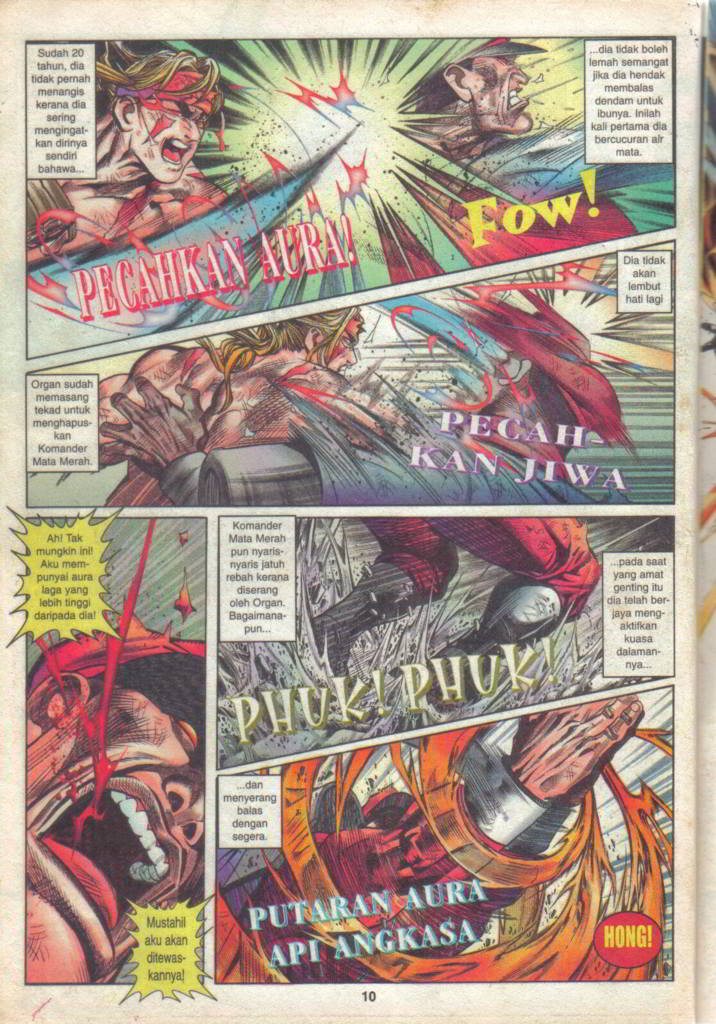 Sudah 20
tahun, dia
tidak pernah
menangis
kerana dia
sering
mengingat-
kan dirinya
sendiri
bahawa...
...dia tidak boleh
lemah semangat
jika dia hendak
membalas
dendam untuk
ibunya. Inilah
kali pertama dia
bercucuran air
mata.
PECAHKAN AURA!
FOW!
Dia tidak
akan
lembut
hati lagi
Organ sudah
memasang
tekad untuk
menghapus-
kan
Komander
Mata Merah.
PECAH-
KAN JIWA
Ah! Tak
mungkin ini!
Aku mem-
punyai aura
laga yang
lebih tinggi
daripada dia!
Mustahil
aku akan
ditewas-
kannya!
Komander
Mata Merah
pun nyaris-
nyaris jatuh
rebah kerana
diserang
oleh Organ.
Bagaimana-
pun...
...pada saat
yang amat
genting itu
dia telah ber-
jaya meng-
aktifkan
kuasa
dalaman-
nya...
PHUK! PHUK!
...dan
menyerang
balas
dengan
segera.
PUTARAN AURA
API ANGKASA
HONG!
10